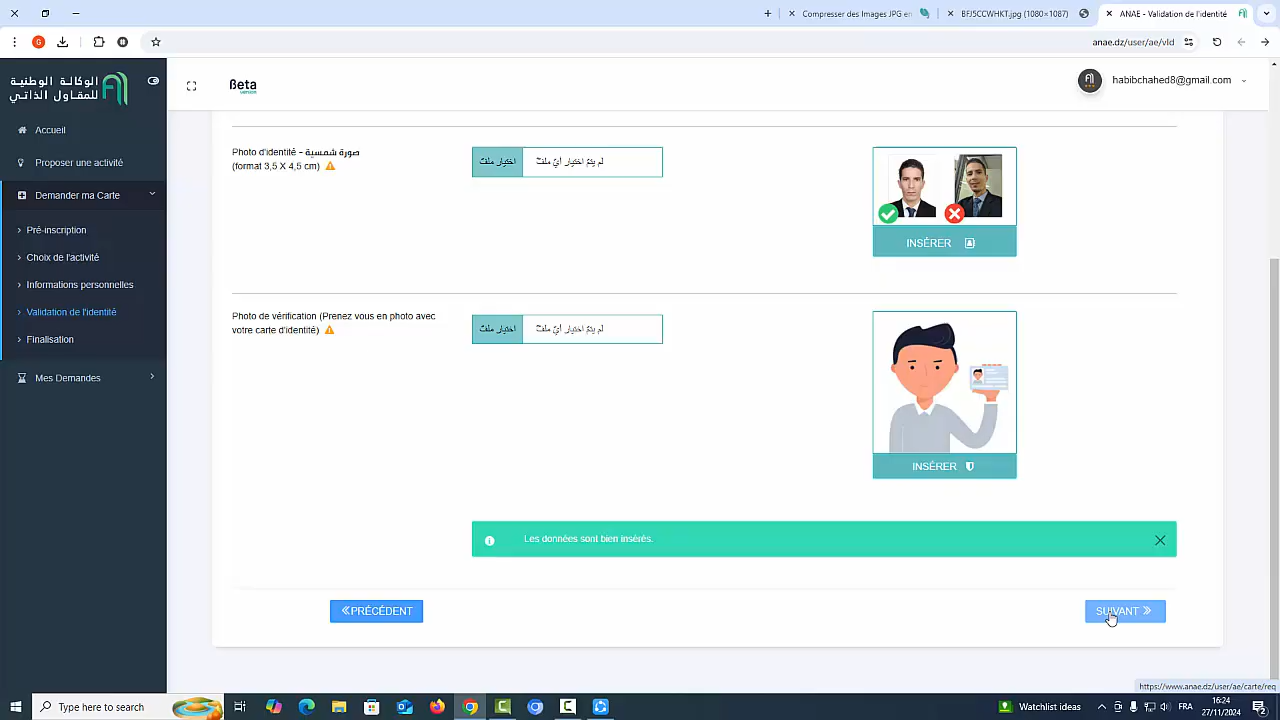 Compresser des Images JPG en
BFJ5CCWHKT.jpg (1080×1087)
ANAE - Validation de l'identité
G
anae.dz/user/ae/vld
الوكالة الوطنية
للمقاول الذاتي
Beta
version
habibchahed8@gmail.com
Accueil
Proposer une activité
Demander ma Carte
Pré-inscription
Choix de l'activité
Informations personnelles
Validation de l'identité
Finalisation
Mes Demandes
Photo d'identité - صورة شمسية
(format 3,5 X 4,5 cm)
اختيار ملف
لم يتمّ اختيار أيّ ملفّ
INSÉRER
Photo de vérification (Prenez vous en photo avec
votre carte d'identité)
اختيار ملف
لم يتمّ اختيار أيّ ملفّ
INSÉRER
Les données sont bien insérés.
PRÉCÉDENT
SUIVANT
https://www.anae.dz/user/ae/carte/req
Type here to search
Watchlist ideas
FRA
16:24
27/11/2024